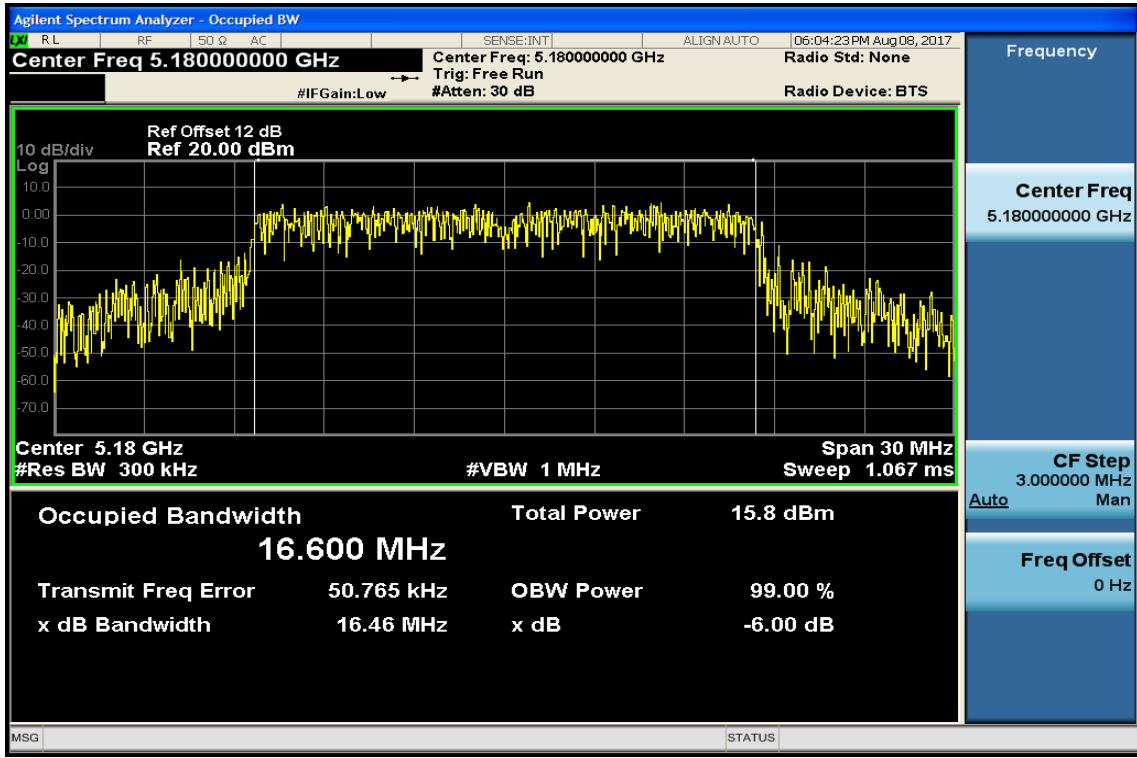 Agilent Spectrum Analyzer - Occupied BW
LXI RL RF 50 Ω AC SENSE:INT ALIGN AUTO 06:04:23 PM Aug 08, 2017
Center Freq 5.180000000 GHz
Center Freq: 5.180000000 GHz
Radio Std: None
Trig: Free Run
#IFGain:Low
#Atten: 30 dB
Radio Device: BTS
Ref Offset 12 dB
10 dB/div Ref 20.00 dBm
Log
10.0
0.00
-10.0
-20.0
-30.0
-40.0
-50.0
-60.0
-70.0
Center 5.18 GHz
Span 30 MHz
#Res BW 300 kHz
#VBW 1 MHz
Sweep 1.067 ms
Occupied Bandwidth
16.600 MHz
Total Power 15.8 dBm
Transmit Freq Error 50.765 kHz
OBW Power 99.00 %
x dB Bandwidth 16.46 MHz
x dB -6.00 dB
Frequency
Center Freq
5.180000000 GHz
CF Step
3.000000 MHz
Auto Man
Freq Offset
0 Hz
MSG
STATUS